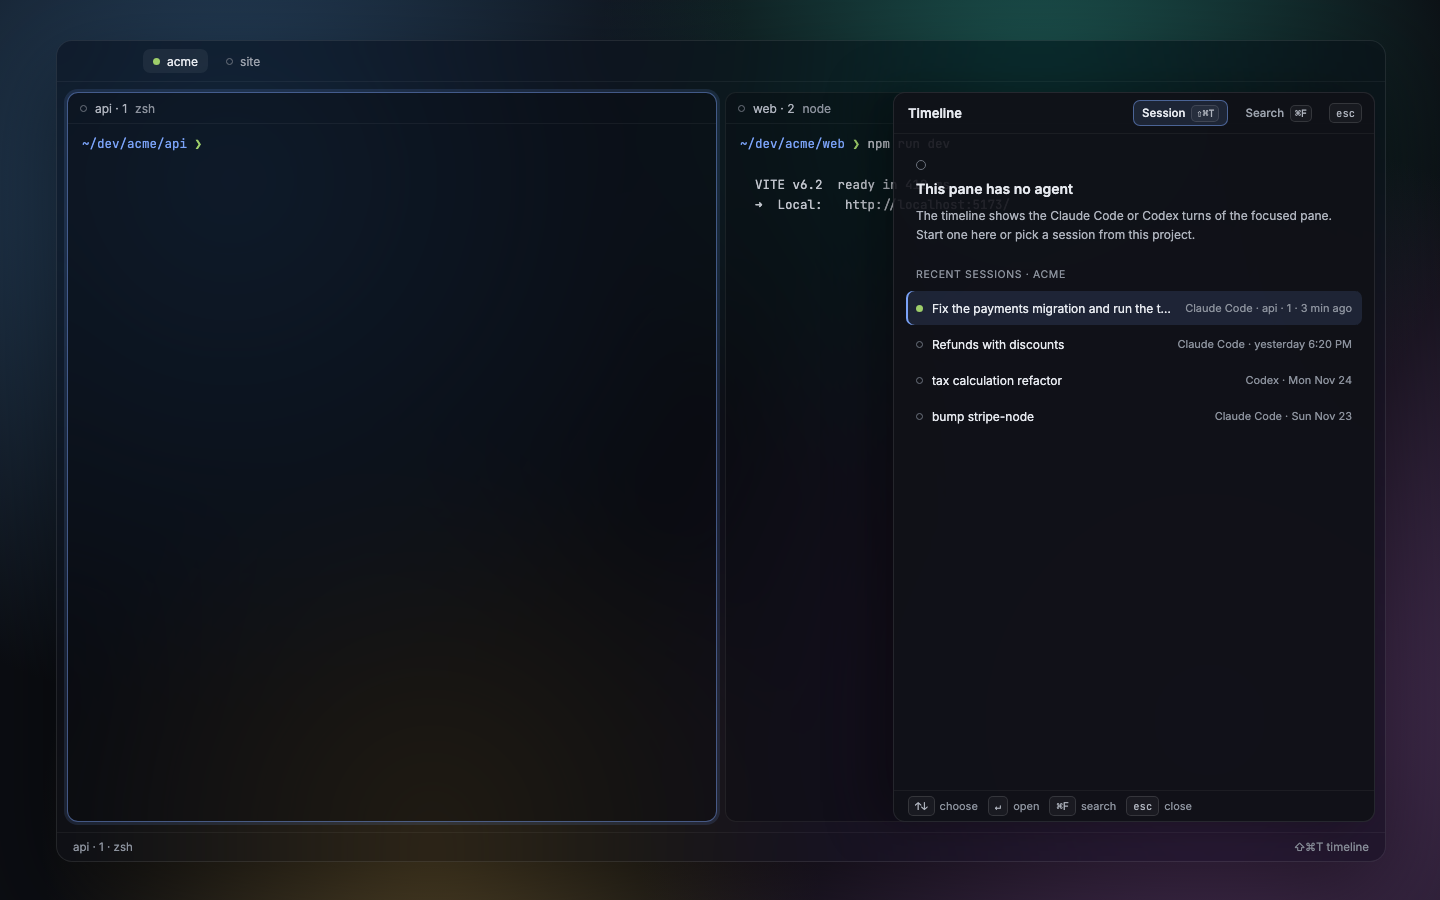 acme
site
api · 1 zsh
~/dev/acme/api ❯
web · 2 node
~/dev/acme/web ❯ npm run dev
VITE v6.2 ready in
➜ Local: http://localhost:5173/
Timeline
Session ⇧⌘T
Search ⌘F
esc
This pane has no agent
The timeline shows the Claude Code or Codex turns of the focused pane.
Start one here or pick a session from this project.
RECENT SESSIONS · ACME
Fix the payments migration and run the t... Claude Code · api · 1 · 3 min ago
Refunds with discounts Claude Code · yesterday 6:20 PM
tax calculation refactor Codex · Mon Nov 24
bump stripe-node Claude Code · Sun Nov 23
↑↓ choose ↵ open ⌘F search esc close
api · 1 · zsh
⇧⌘T timeline